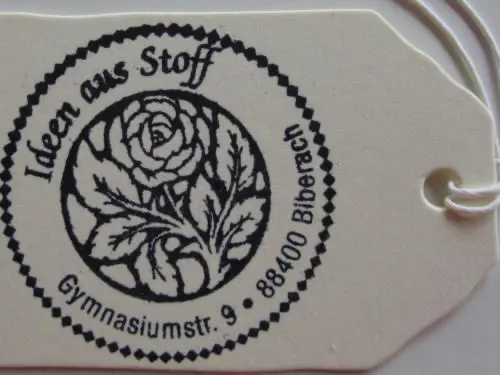 Ideen aus Stoff
Gymnasiumstr. 9 • 88400 Biberach